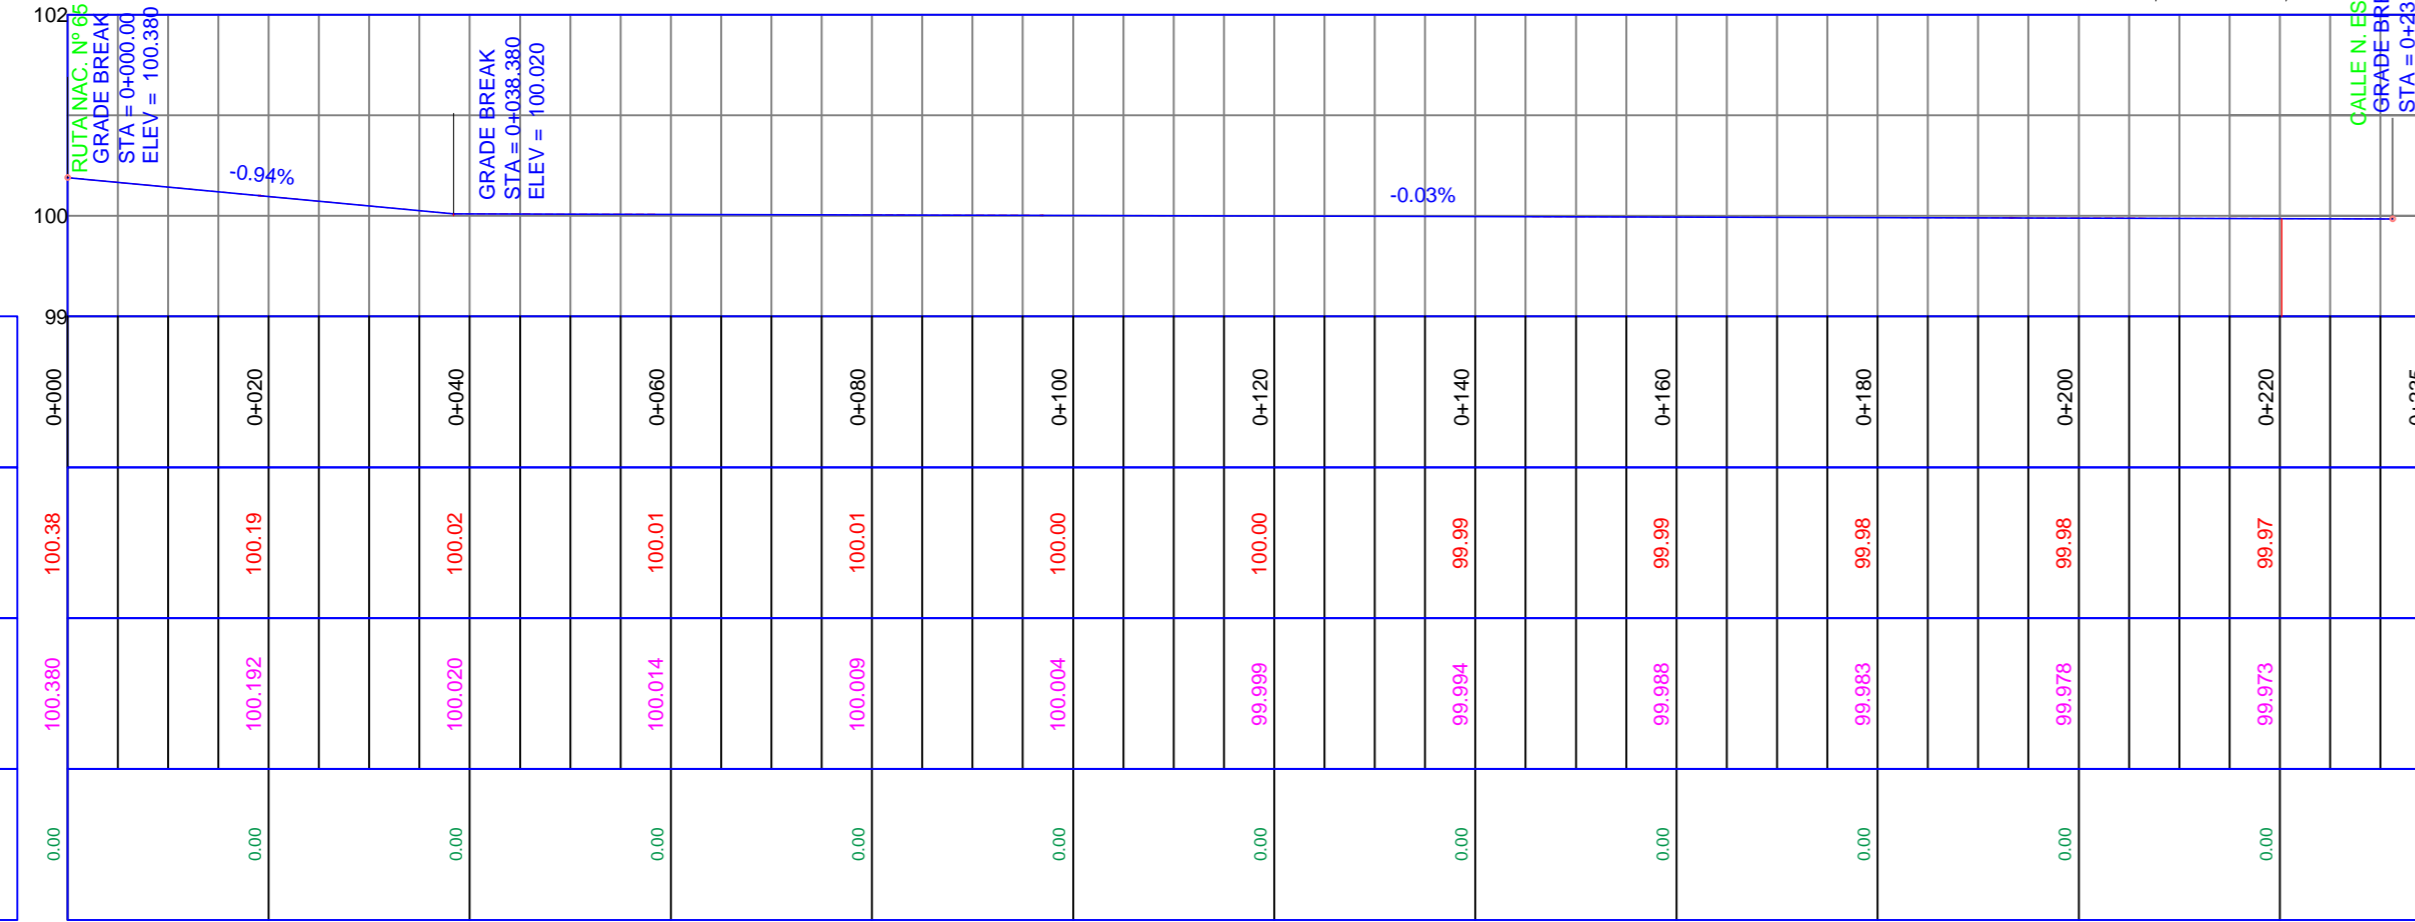 102
100
99
RUTA NAC. Nº 65
GRADE BREAK
STA = 0+000.00
ELEV = 100.380
-0.94%
GRADE BREAK
STA = 0+038.380
ELEV = 100.020
-0.03%
CALLE N. ES
GRADE BRE
STA = 0+23
0+000 0+020 0+040 0+060 0+080 0+100 0+120 0+140 0+160 0+180 0+200 0+220
100.38 100.19 100.02 100.01 100.01 100.00 100.00 99.99 99.99 99.98 99.98 99.97
100.380 100.192 100.020 100.014 100.009 100.004 99.999 99.994 99.988 99.983 99.978 99.973
0.00 0.00 0.00 0.00 0.00 0.00 0.00 0.00 0.00 0.00 0.00 0.00